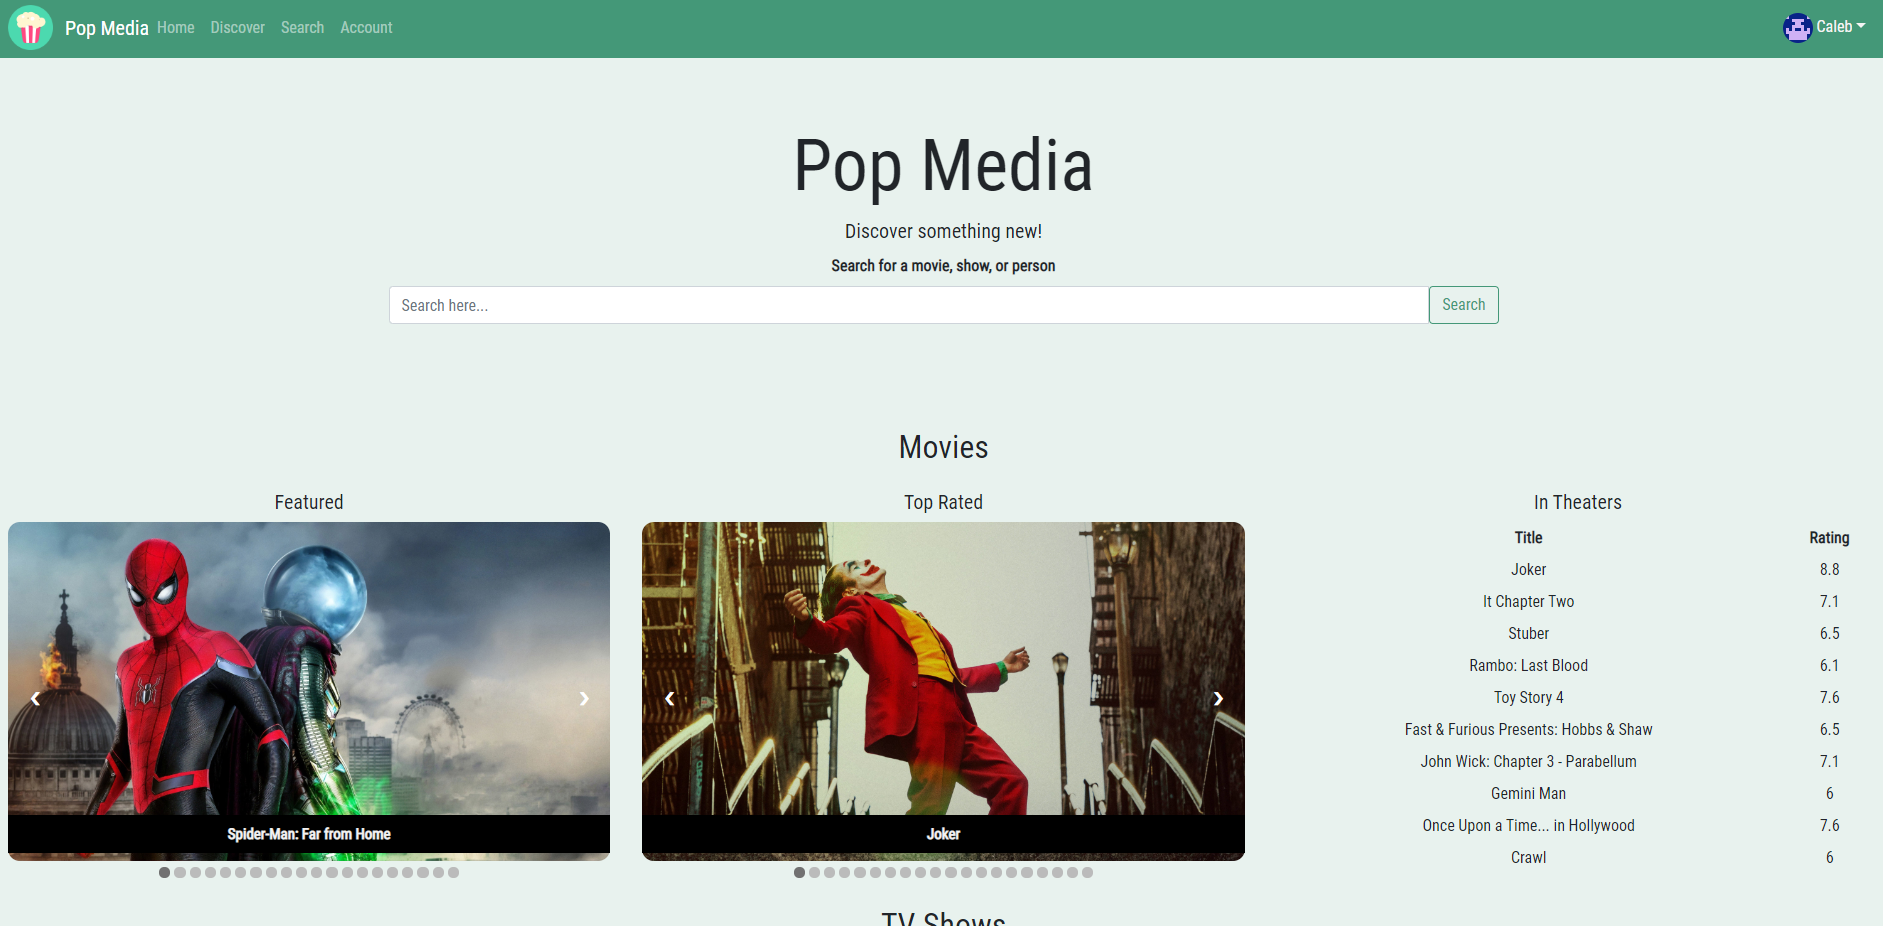 Pop Media Home Discover Search Account Caleb
Pop Media
Discover something new!
Search for a movie, show, or person
Search here... Search
Movies
Featured
Spider-Man: Far from Home
Top Rated
Joker
In Theaters
Title Rating
Joker 8.8
It Chapter Two 7.1
Stuber 6.5
Rambo: Last Blood 6.1
Toy Story 4 7.6
Fast & Furious Presents: Hobbs & Shaw 6.5
John Wick: Chapter 3 - Parabellum 7.1
Gemini Man 6
Once Upon a Time... in Hollywood 7.6
Crawl 6
TV Shows